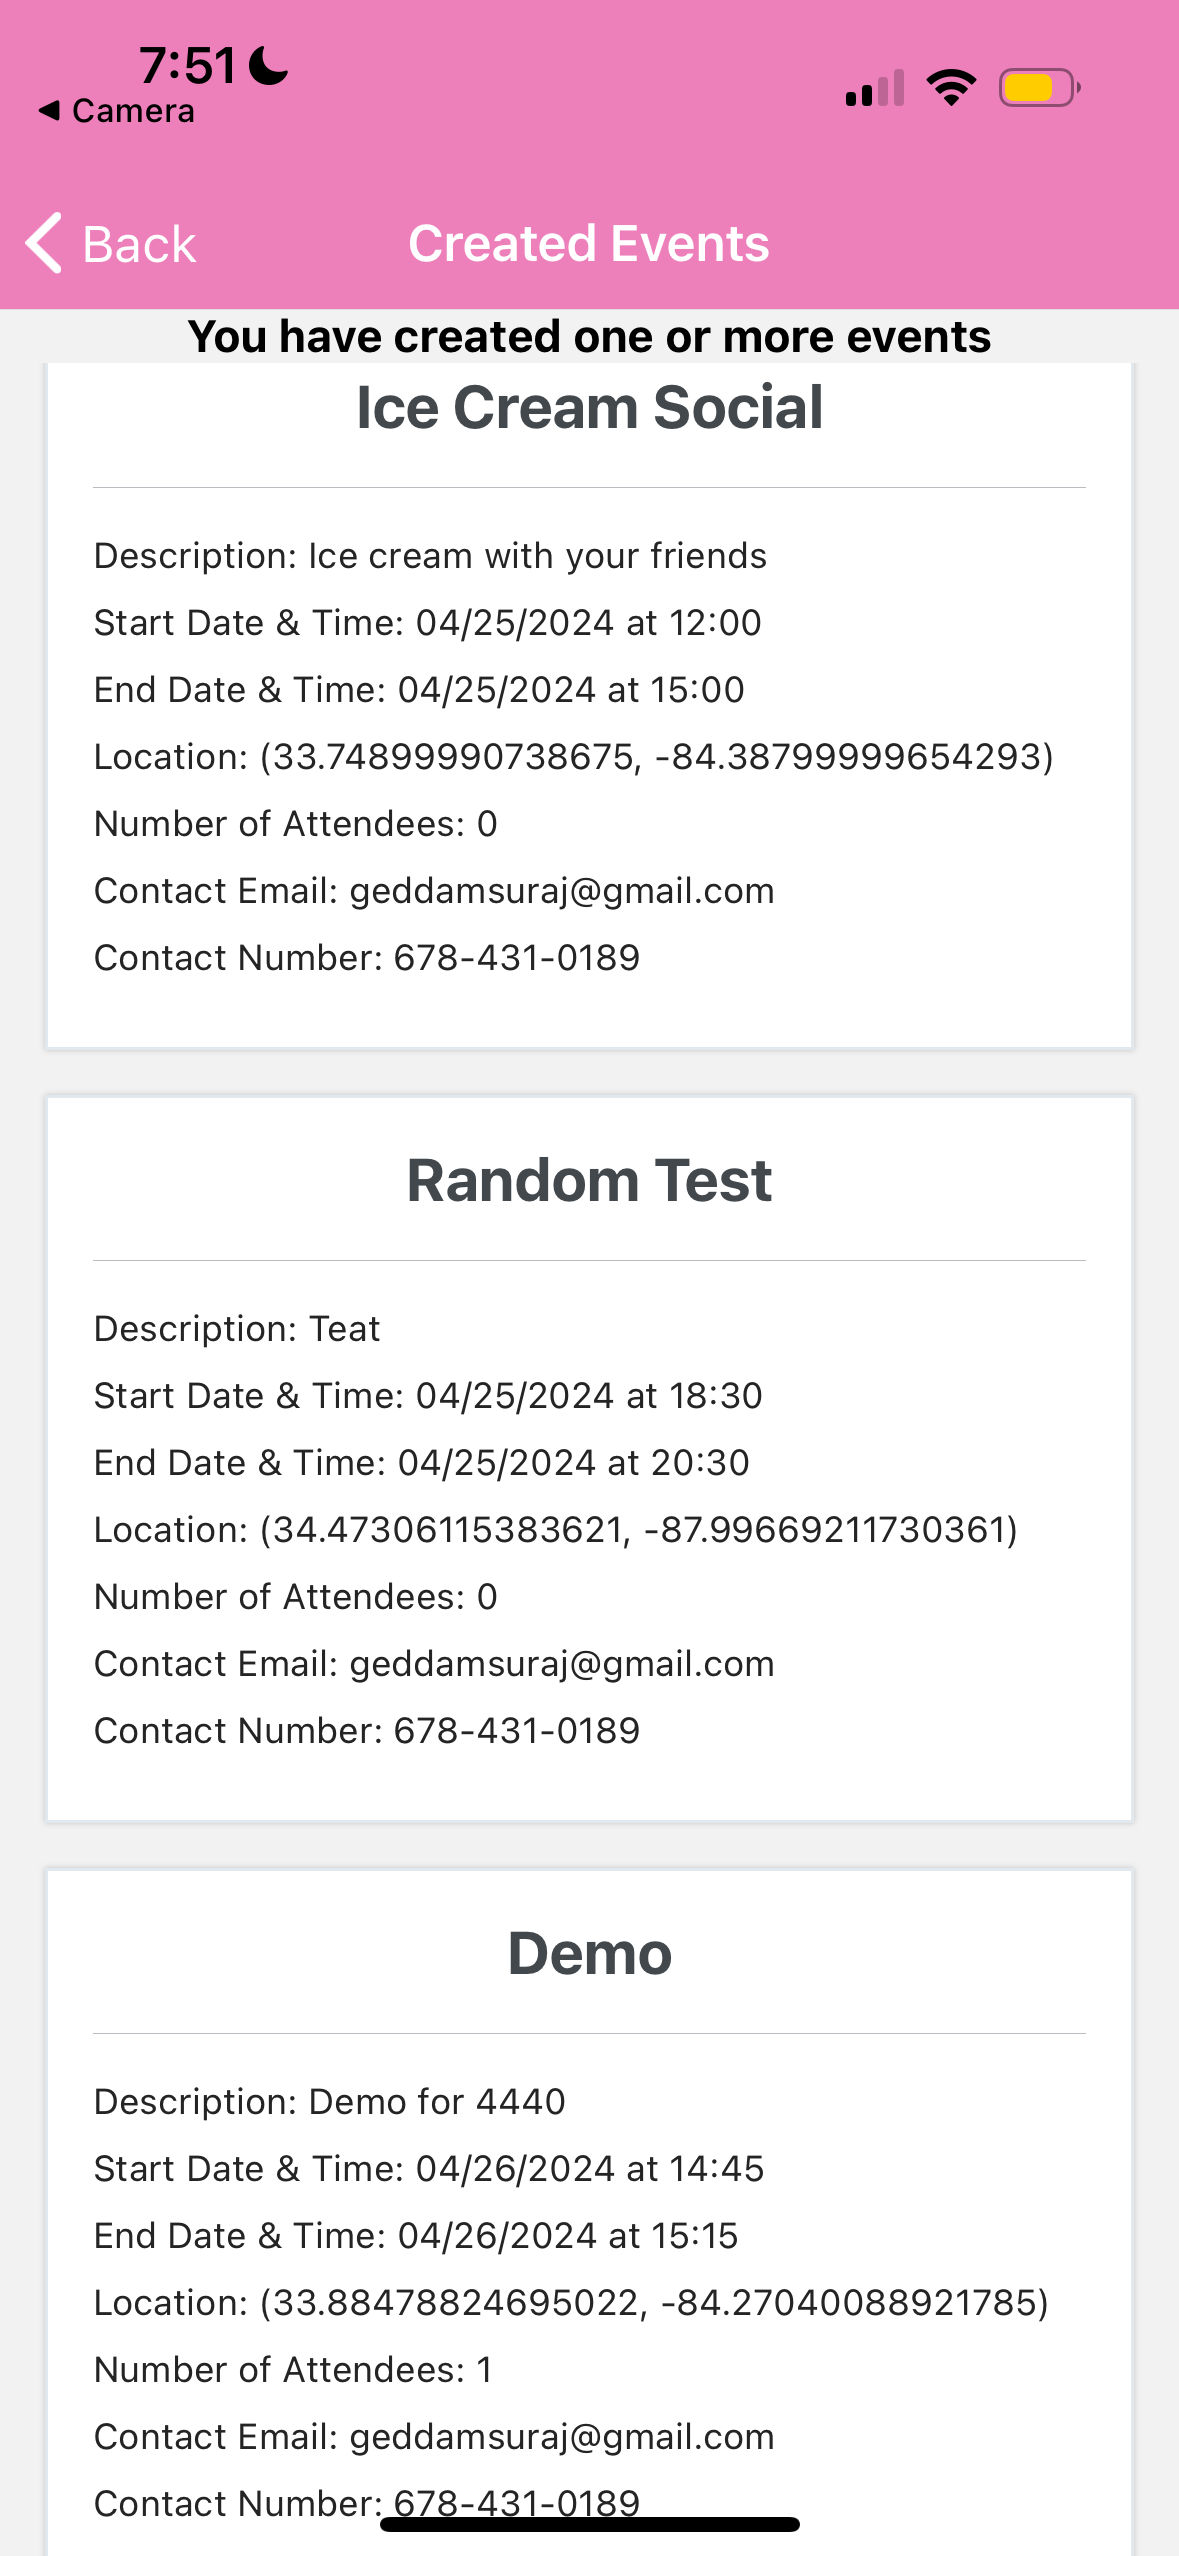 7:51
◀ Camera
Back
Created Events
You have created one or more events
Ice Cream Social
Description: Ice cream with your friends
Start Date & Time: 04/25/2024 at 12:00
End Date & Time: 04/25/2024 at 15:00
Location: (33.74899990738675, -84.38799999654293)
Number of Attendees: 0
Contact Email: geddamsuraj@gmail.com
Contact Number: 678-431-0189
Random Test
Description: Teat
Start Date & Time: 04/25/2024 at 18:30
End Date & Time: 04/25/2024 at 20:30
Location: (34.47306115383621, -87.99669211730361)
Number of Attendees: 0
Contact Email: geddamsuraj@gmail.com
Contact Number: 678-431-0189
Demo
Description: Demo for 4440
Start Date & Time: 04/26/2024 at 14:45
End Date & Time: 04/26/2024 at 15:15
Location: (33.88478824695022, -84.27040088921785)
Number of Attendees: 1
Contact Email: geddamsuraj@gmail.com
Contact Number: 678-431-0189